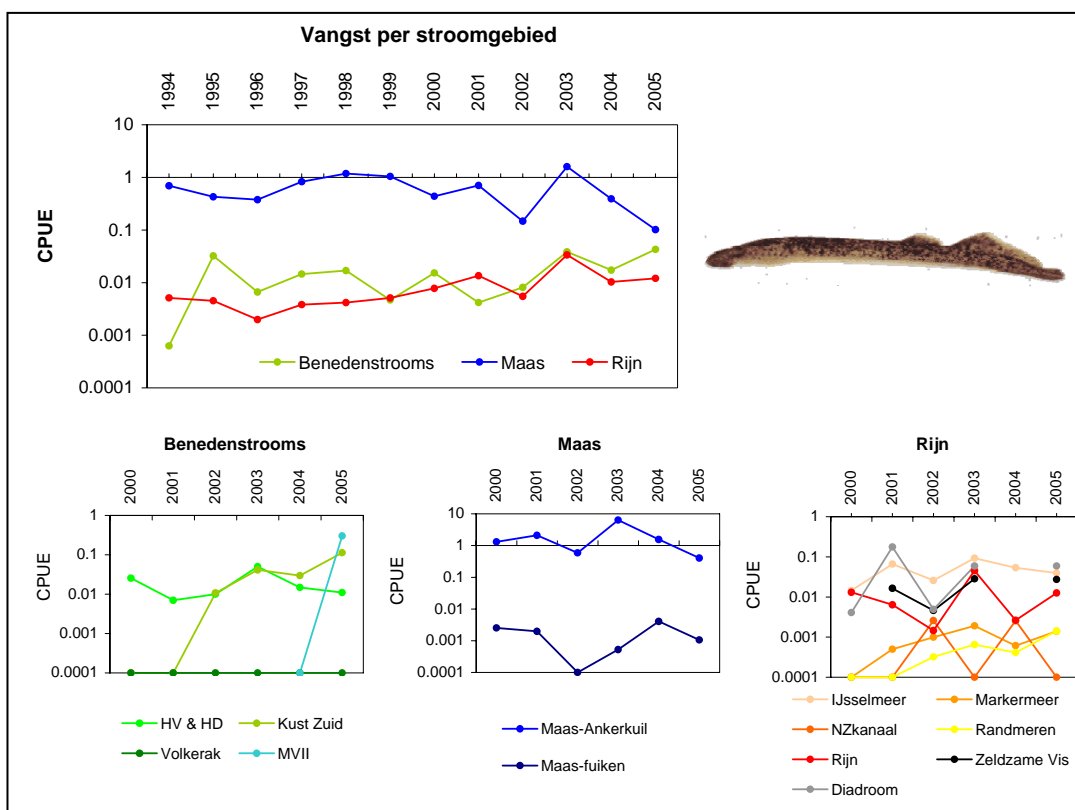 Vangst per stroomgebied
1994 1995 1996 1997 1998 1999 2000 2001 2002 2003 2004 2005
10
1
0.1
0.01
0.001
0.0001
CPUE
Benedenstrooms Maas Rijn
Benedenstrooms
2000 2001 2002 2003 2004 2005
1
0.1
0.01
0.001
0.0001
CPUE
HV & HD Kust Zuid
Volkerak MVII
Maas
2000 2001 2002 2003 2004 2005
10
1
0.1
0.01
0.001
0.0001
CPUE
Maas-Ankerkuil
Maas-fuiken
Rijn
2000 2001 2002 2003 2004 2005
1
0.1
0.01
0.001
0.0001
CPUE
IJsselmeer Markermeer
NZkanaal Randmeren
Rijn Zeldzame Vis
Diadroom